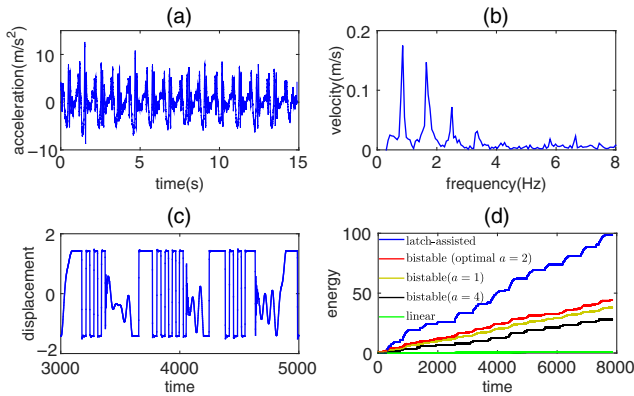 (a)
acceleration(m/s²)
10
0
-10
0 5 10 15
time(s)
(b)
velocity(m/s)
0.2
0.1
0
0 2 4 6 8
frequency(Hz)
(c)
displacement
2
0
-2
3000 4000 5000
time
(d)
energy
100
50
0
latch-assisted
bistable (optimal a = 2)
bistable(a = 1)
bistable(a = 4)
linear
0 2000 4000 6000 8000
time